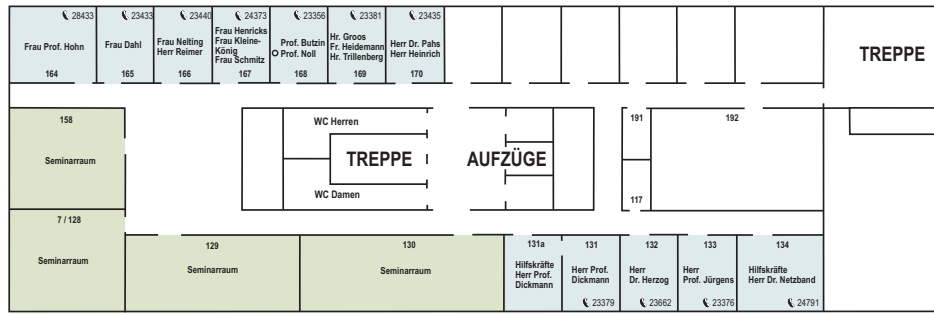 28433
Frau Prof. Hohn
164
23433
Frau Dahl
165
23440
Frau Nelting
Herr Reimer
166
24373
Frau Henricks
Frau Kleine-
König
Frau Schmitz
167
23356
Prof. Butzin
Prof. Noll
168
23381
Hr. Groos
Fr. Heidemann
Hr. Trillenberg
169
23435
Herr Dr. Pahs
Herr Heinrich
170
TREPPE
158
Seminarraum
WC Herren
TREPPE
AUFZÜGE
WC Damen
191
192
117
7 / 128
Seminarraum
129
Seminarraum
130
Seminarraum
131a
Hilfskräfte
Herr Prof.
Dickmann
131
Herr Prof.
Dickmann
23379
132
Herr
Dr. Herzog
23662
133
Herr
Prof. Jürgens
23376
134
Hilfskräfte
Herr Dr. Netzband
24791